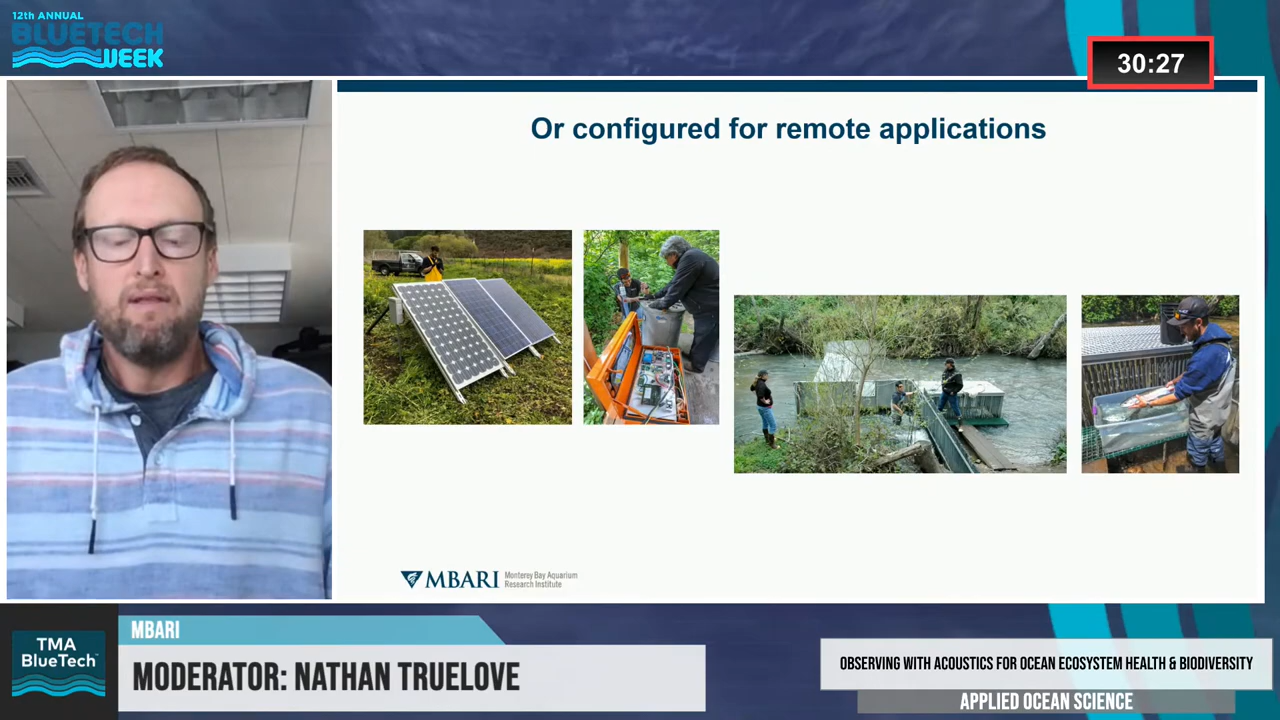 12th ANNUAL
BLUETECH
WEEK
30:27
Or configured for remote applications
MBARI
Monterey Bay Aquarium
Research Institute
TMA
BlueTech™
MBARI
MODERATOR: NATHAN TRUELOVE
OBSERVING WITH ACOUSTICS FOR OCEAN ECOSYSTEM HEALTH & BIODIVERSITY
APPLIED OCEAN SCIENCE